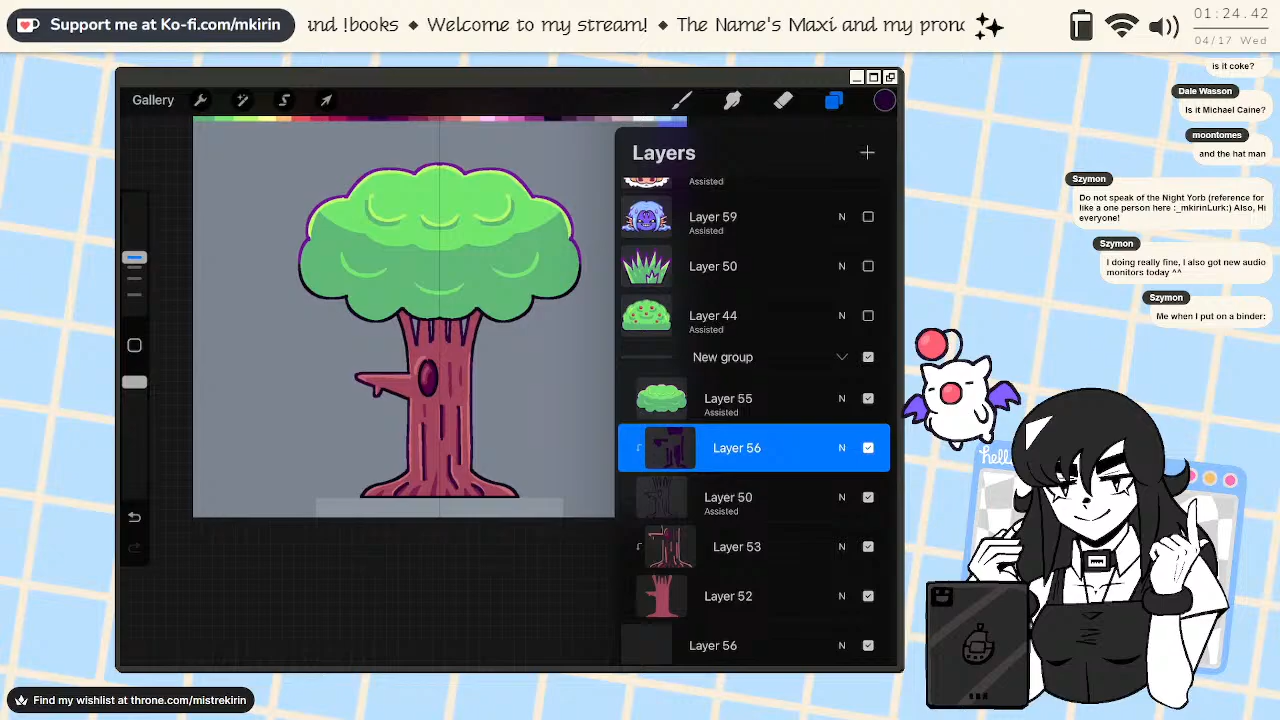 Support me at Ko-fi.com/mkirin
und !boobs ◆ Welcome to my stream! ◆ The Name's Maxi and my pron
01:24.42
04/17 Wed
is it coke?
Dale Wasson
Is it Michael Caine?
moontomes
and the hat man
Szymon
Do not speak of the Night Yorb (reference for like a one person here :_mkirnLurk:) Also, Hi everyone!
Szymon
I doing really fine, I also got new audio monitors today ^^
Szymon
Me when I put on a binder:
Gallery
Layers
Assisted
Layer 59
N
Assisted
Layer 50
N
Layer 44
N
Assisted
New group
Layer 55
N
Assisted
Layer 56
N
Layer 50
N
Assisted
Layer 53
N
Layer 52
N
Layer 56
N
hello
Find my wishlist at throne.com/mistrekirin